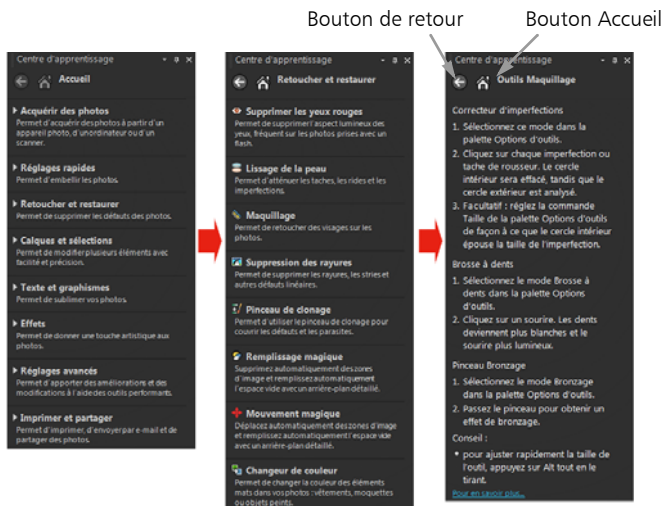 Bouton de retour
Bouton Accueil
Centre d'apprentissage
Accueil
Acquérir des photos
Permet d'acquérir des photos à partir d'un
appareil photo, d'un ordinateur ou d'un
scanner.
Réglages rapides
Permet d'embellir les photos.
Retoucher et restaurer
Permet de supprimer les défauts des photos.
Calques et sélections
Permet de modifier plusieurs éléments avec
facilité et précision.
Texte et graphismes
Permet de sublimer vos photos.
Effets
Permet de donner une touche artistique aux
photos.
Réglages avancés
Permet d'apporter des améliorations et des
modifications à l'aide des outils performants.
Imprimer et partager
Permet d'imprimer, d'envoyer par e-mail et de
partager des photos.
Centre d'apprentissage
Retoucher et restaurer
Supprimer les yeux rouges
Permet de supprimer l'aspect lumineux des
yeux, fréquent sur les photos prises avec un
flash.
Lissage de la peau
Permet d'atténuer les taches, les rides et les
imperfections.
Maquillage
Permet de retoucher des visages sur les
photos.
Suppression des rayures
Permet de supprimer les rayures, les stries et
autres défauts linéaires.
Pinceau de clonage
Permet d'utiliser le pinceau de clonage pour
couvrir les défauts et les parasites.
Remplissage magique
Supprimez automatiquement des zones
d'image et remplissez automatiquement
l'espace vide avec un arrière-plan détaillé.
Mouvement magique
Déplacez automatiquement des zones d'image
et remplissez automatiquement l'espace vide
avec un arrière-plan détaillé.
Changeur de couleur
Permet de changer la couleur des éléments
mats dans vos photos : vêtements, moquettes
ou objets peints.
Centre d'apprentissage
Outils Maquillage
Correcteur d'imperfections
1. Sélectionnez ce mode dans la
palette Options d'outils.
2. Cliquez sur chaque imperfection ou
tache de rousseur. Le cercle
intérieur sera effacé, tandis que le
cercle extérieur est analysé.
3. Facultatif : réglez la commande
Taille de la palette Options d'outils
de façon à ce que le cercle intérieur
épouse la taille de l'imperfection.
Brosse à dents
1. Sélectionnez le mode Brosse à
dents dans la palette Options
d'outils.
2. Cliquez sur un sourire. Les dents
deviennent plus blanches et le
sourire plus lumineux.
Pinceau Bronzage
1. Sélectionnez le mode Bronzage
dans la palette Options d'outils.
2. Passez le pinceau pour obtenir un
effet de bronzage.
Conseil :
• pour ajuster rapidement la taille de
l'outil, appuyez sur Alt tout en le
tirant.
Pour en savoir plus...